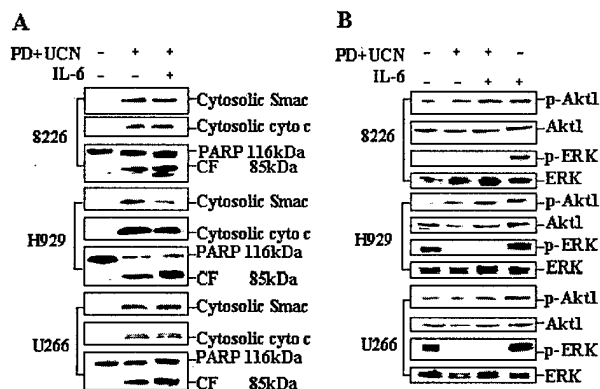 A
PD+UCN - + +
IL-6 - - +
8226
Cytosolic Smac
Cytosolic cyto c
PARP 116kDa
CF 85kDa
H929
Cytosolic Smac
Cytosolic cyto c
PARP 116kDa
CF 85kDa
U266
Cytosolic Smac
Cytosolic cyto c
PARP 116kDa
CF 85kDa
B
PD+UCN - + + -
IL-6 - - + +
8226
p-Akt1
Akt1
p-ERK
ERK
H929
p-Akt1
Akt1
p-ERK
ERK
U266
p-Akt1
Akt1
p-ERK
ERK